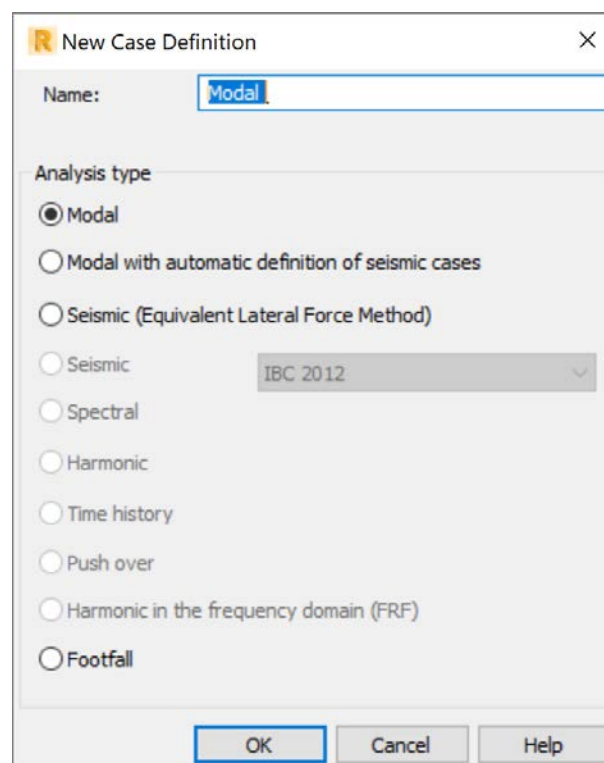 R New Case Definition
Name: Modal
Analysis type
Modal
Modal with automatic definition of seismic cases
Seismic (Equivalent Lateral Force Method)
Seismic IBC 2012
Spectral
Harmonic
Time history
Push over
Harmonic in the frequency domain (FRF)
Footfall
OK Cancel Help